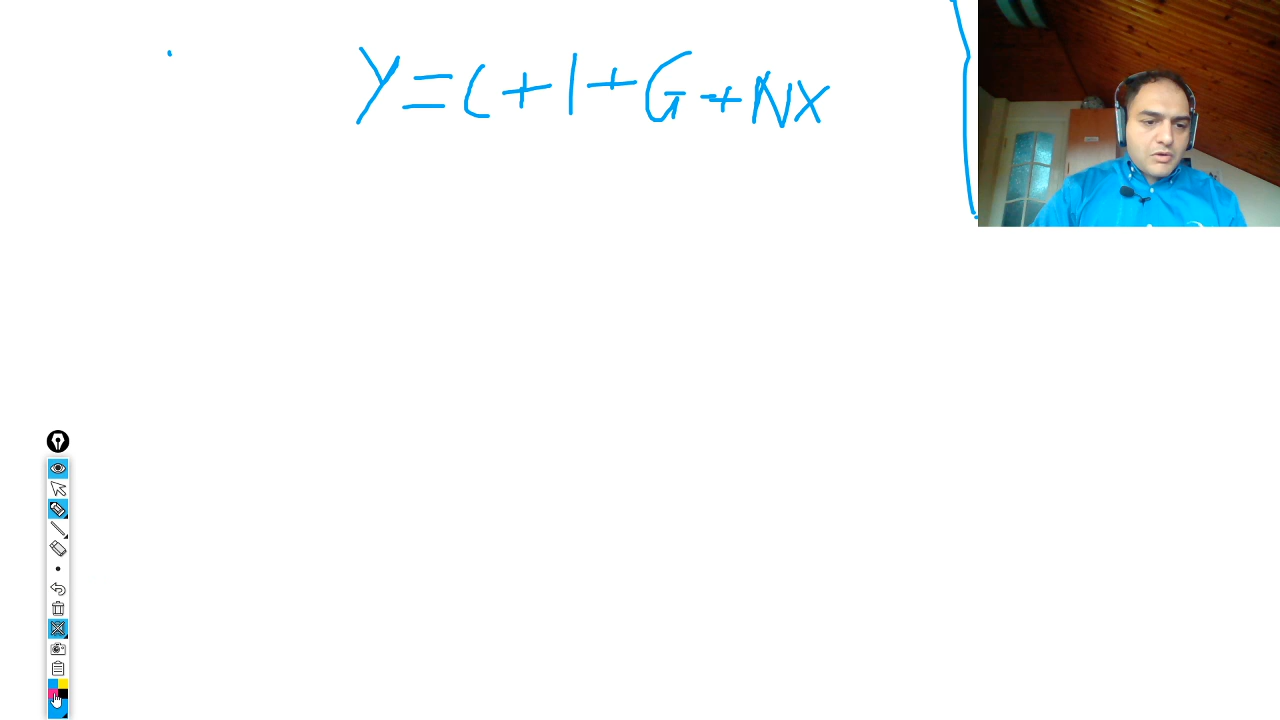 Y = C + I + G + NX